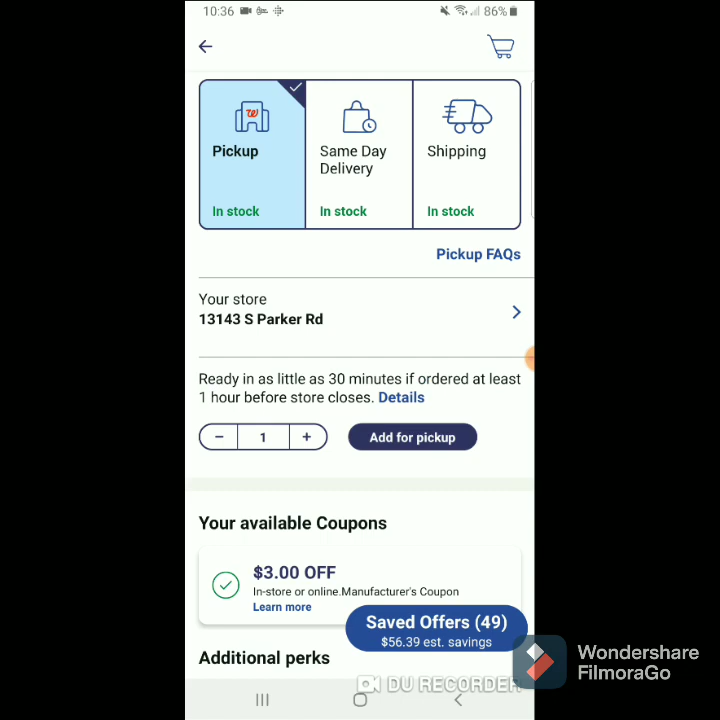 10:36
86%
Pickup
Same Day
Delivery
Shipping
In stock
In stock
In stock
Pickup FAQs
Your store
13143 S Parker Rd
Ready in as little as 30 minutes if ordered at least
1 hour before store closes. Details
− 1 + Add for pickup
Your available Coupons
$3.00 OFF
In-store or online.Manufacturer's Coupon
Learn more
Saved Offers (49)
$56.39 est. savings
Additional perks
Wondershare
FilmoraGo
DU RECORDER